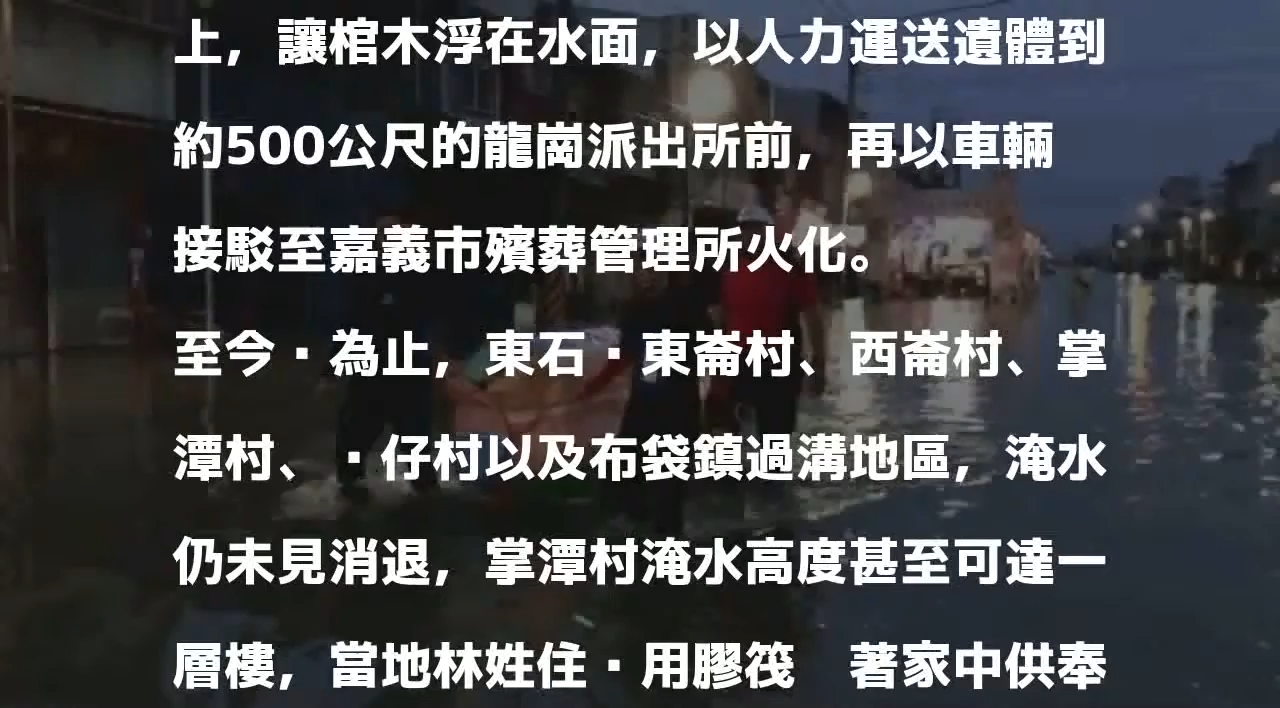 上，讓棺木浮在水面，以人力運送遺體到
約500公尺的龍崗派出所前，再以車輛
接駁至嘉義市殯葬管理所火化。
至今▪為止，東石▪東崙村、西崙村、掌
潭村、▪仔村以及布袋鎮過溝地區，淹水
仍未見消退，掌潭村淹水高度甚至可達一
層樓，當地林姓住▪用膠筏　著家中供奉